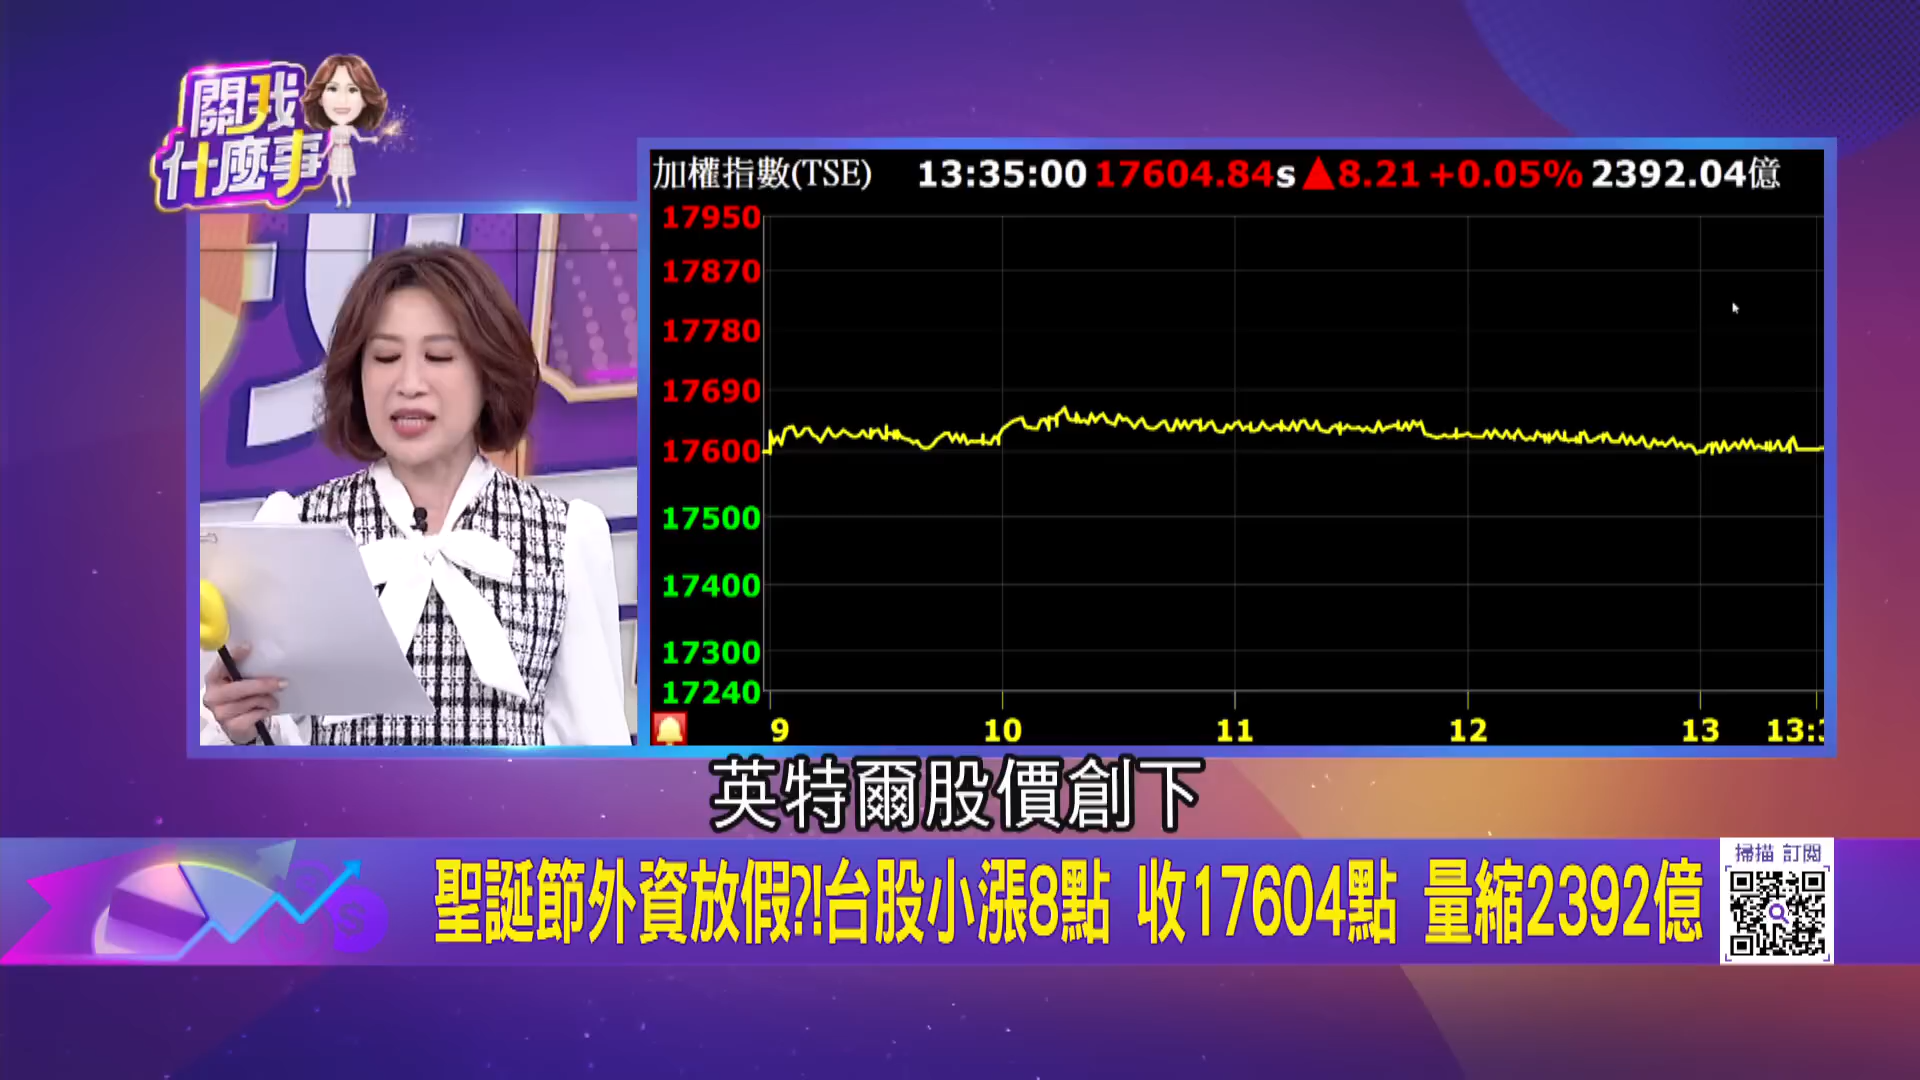 關我
什麼事
加權指數(TSE) 13:35:00 17604.84s ▲8.21 +0.05% 2392.04億
17950
17870
17780
17690
17600
17500
17400
17300
17240
9 10 11 12 13 13:3
英特爾股價創下
聖誕節外資放假?!台股小漲8點 收17604點 量縮2392億
掃描 訂閱